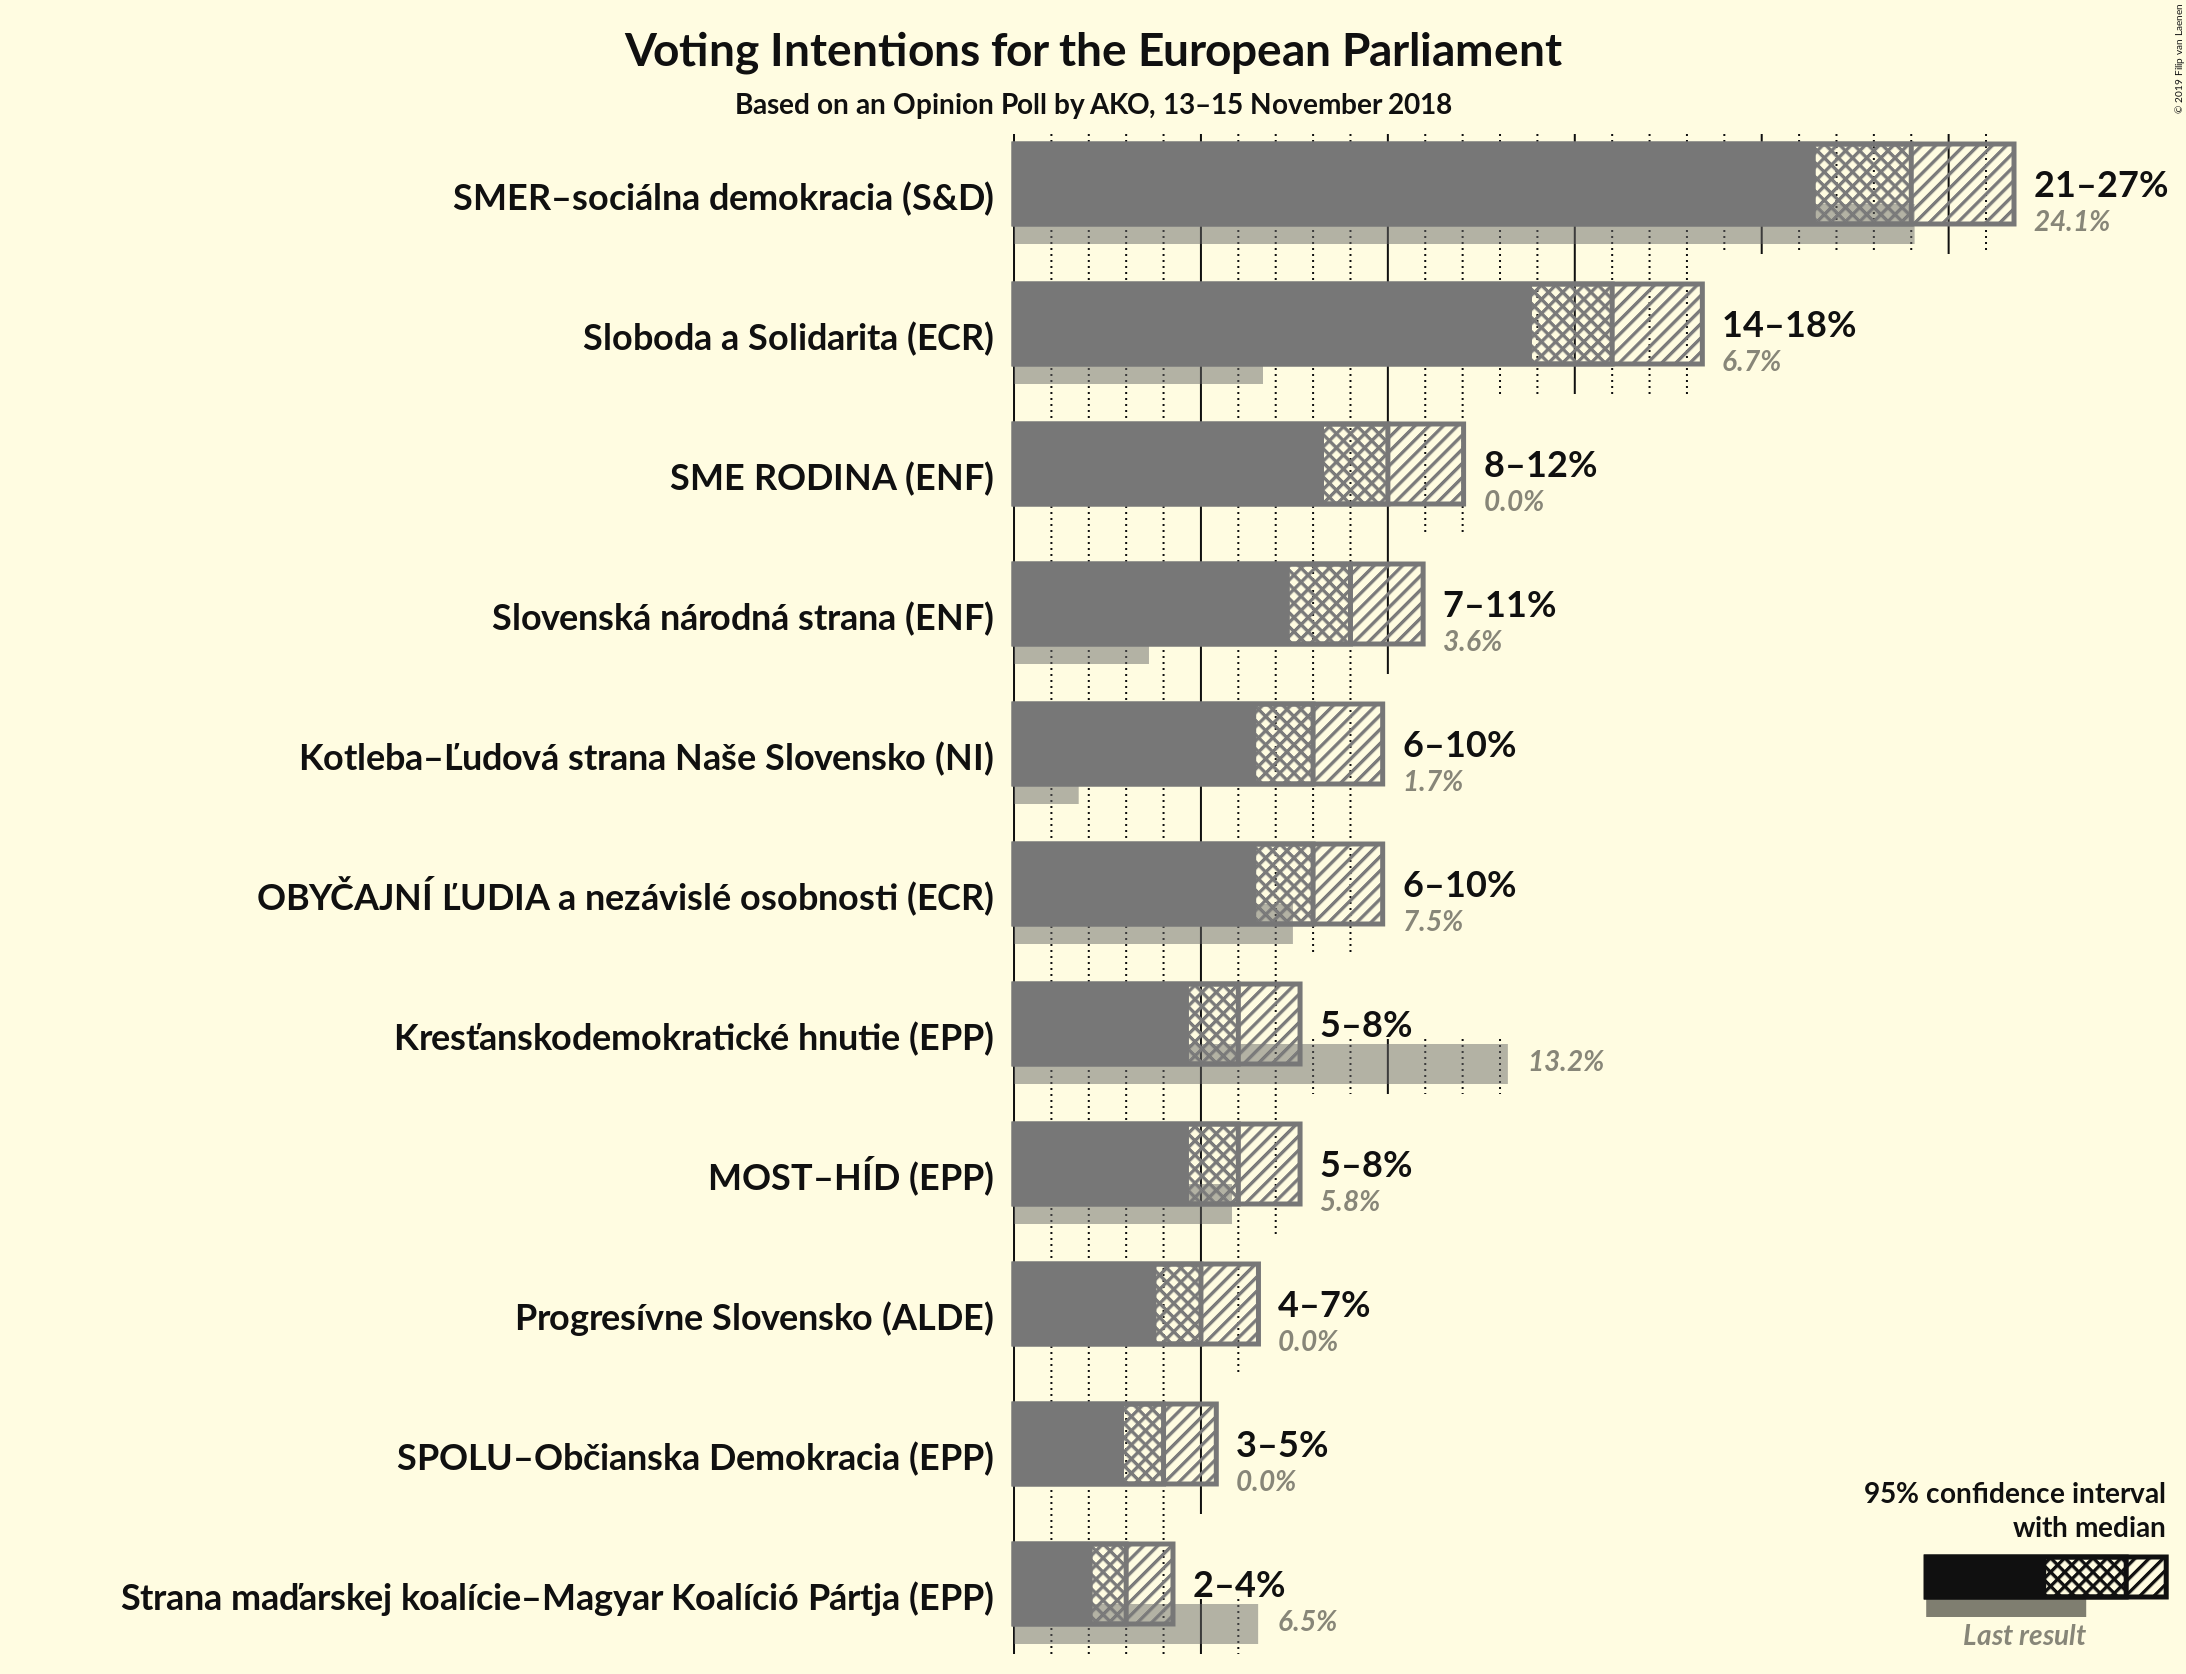 © 2019 Filip van Laenen
Voting Intentions for the European Parliament
Based on an Opinion Poll by AKO, 13–15 November 2018
SMER–sociálna demokracia (S&D)
21–27%
24.1%
Sloboda a Solidarita (ECR)
14–18%
6.7%
SME RODINA (ENF)
8–12%
0.0%
Slovenská národná strana (ENF)
7–11%
3.6%
Kotleba–Ľudová strana Naše Slovensko (NI)
6–10%
1.7%
OBYČAJNÍ ĽUDIA a nezávislé osobnosti (ECR)
6–10%
7.5%
Kresťanskodemokratické hnutie (EPP)
5–8%
13.2%
MOST–HÍD (EPP)
5–8%
5.8%
Progresívne Slovensko (ALDE)
4–7%
0.0%
SPOLU–Občianska Demokracia (EPP)
3–5%
0.0%
Strana maďarskej koalície–Magyar Koalíció Pártja (EPP)
2–4%
6.5%
95% confidence interval
with median
Last result